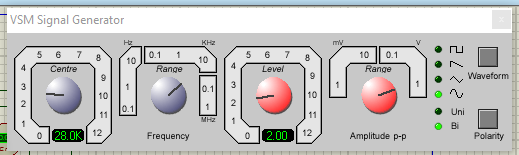 VSM Signal Generator x
Hz KHz mV V
5 6 7 8 10 0.1 1 10 5 6 7 8 10 0.1 1 10
4 Centre 9 Range 4 Level 9 Range Waveform
3 10 1 0.1 3 10 1 1
2 11 0.1 1 2 11 Uni
1 12 MHz 1 12 Bi
0 28.0K Frequency 0 2.00 Amplitude p-p Polarity